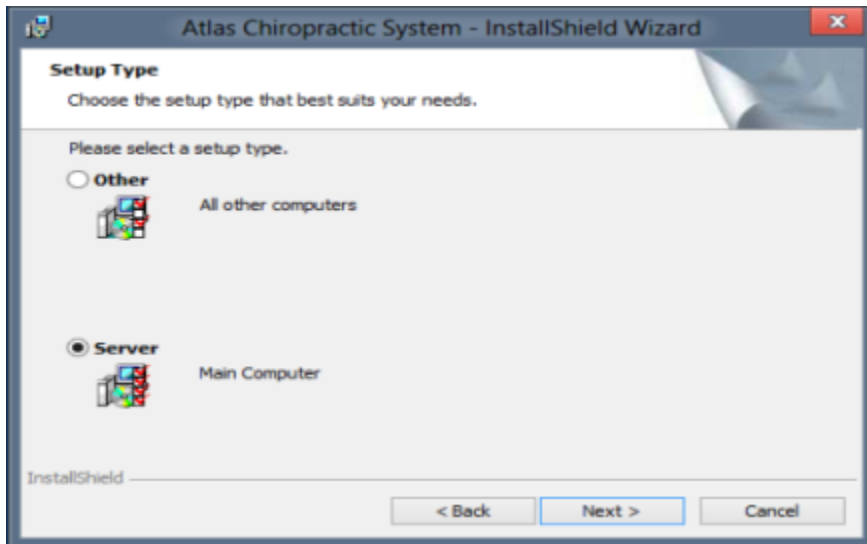 Atlas Chiropractic System - InstallShield Wizard
Setup Type
Choose the setup type that best suits your needs.
Please select a setup type.
Other
All other computers
Server
Main Computer
InstallShield
< Back Next > Cancel